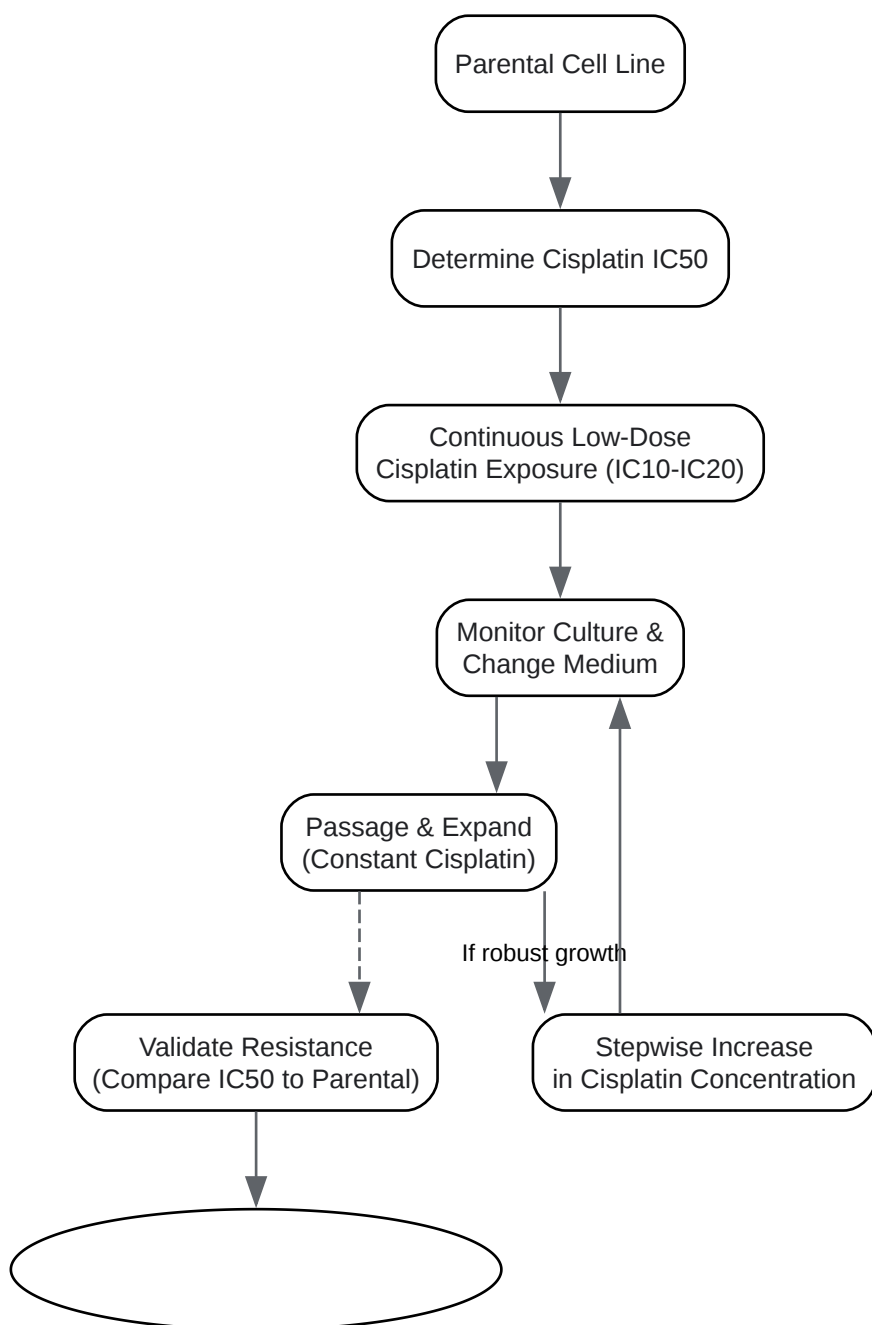 Parental Cell Line
Determine Cisplatin IC50
Continuous Low-Dose
Cisplatin Exposure (IC10-IC20)
Monitor Culture &
Change Medium
Passage & Expand
(Constant Cisplatin)
If robust growth
Validate Resistance
(Compare IC50 to Parental)
Stepwise Increase
in Cisplatin Concentration